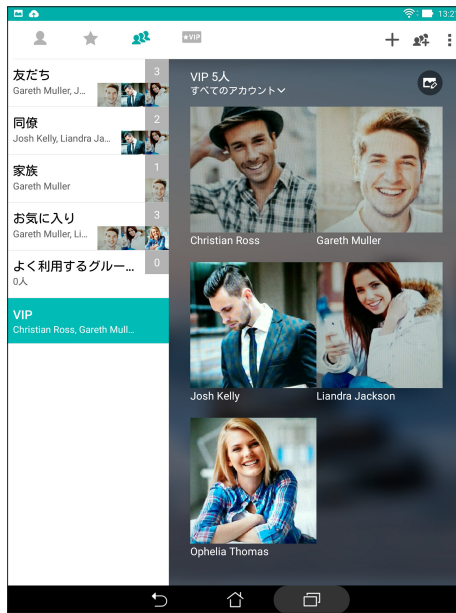 13:27
VIP
友だち
3
Gareth Muller, J...
同僚
2
Josh Kelly, Liandra Ja...
家族
1
Gareth Muller
お気に入り
3
Gareth Muller, Li...
よく利用するグルー...
0
0人
VIP
Christian Ross, Gareth Mull...
VIP 5人
すべてのアカウント
Christian Ross
Gareth Muller
Josh Kelly
Liandra Jackson
Ophelia Thomas